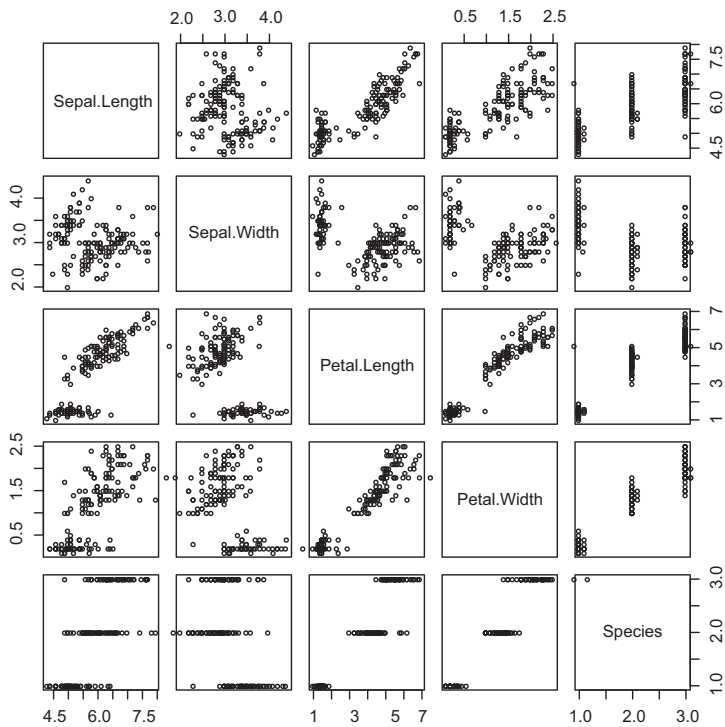 2.0 3.0 4.0
0.5 1.5 2.5
Sepal.Length
4.5 6.0 7.5
2.0 3.0 4.0
Sepal.Width
Petal.Length
1 3 5 7
0.5 1.5 2.5
Petal.Width
Species
1.0 2.0 3.0
4.5 6.0 7.5
1 3 5 7
1.0 2.0 3.0